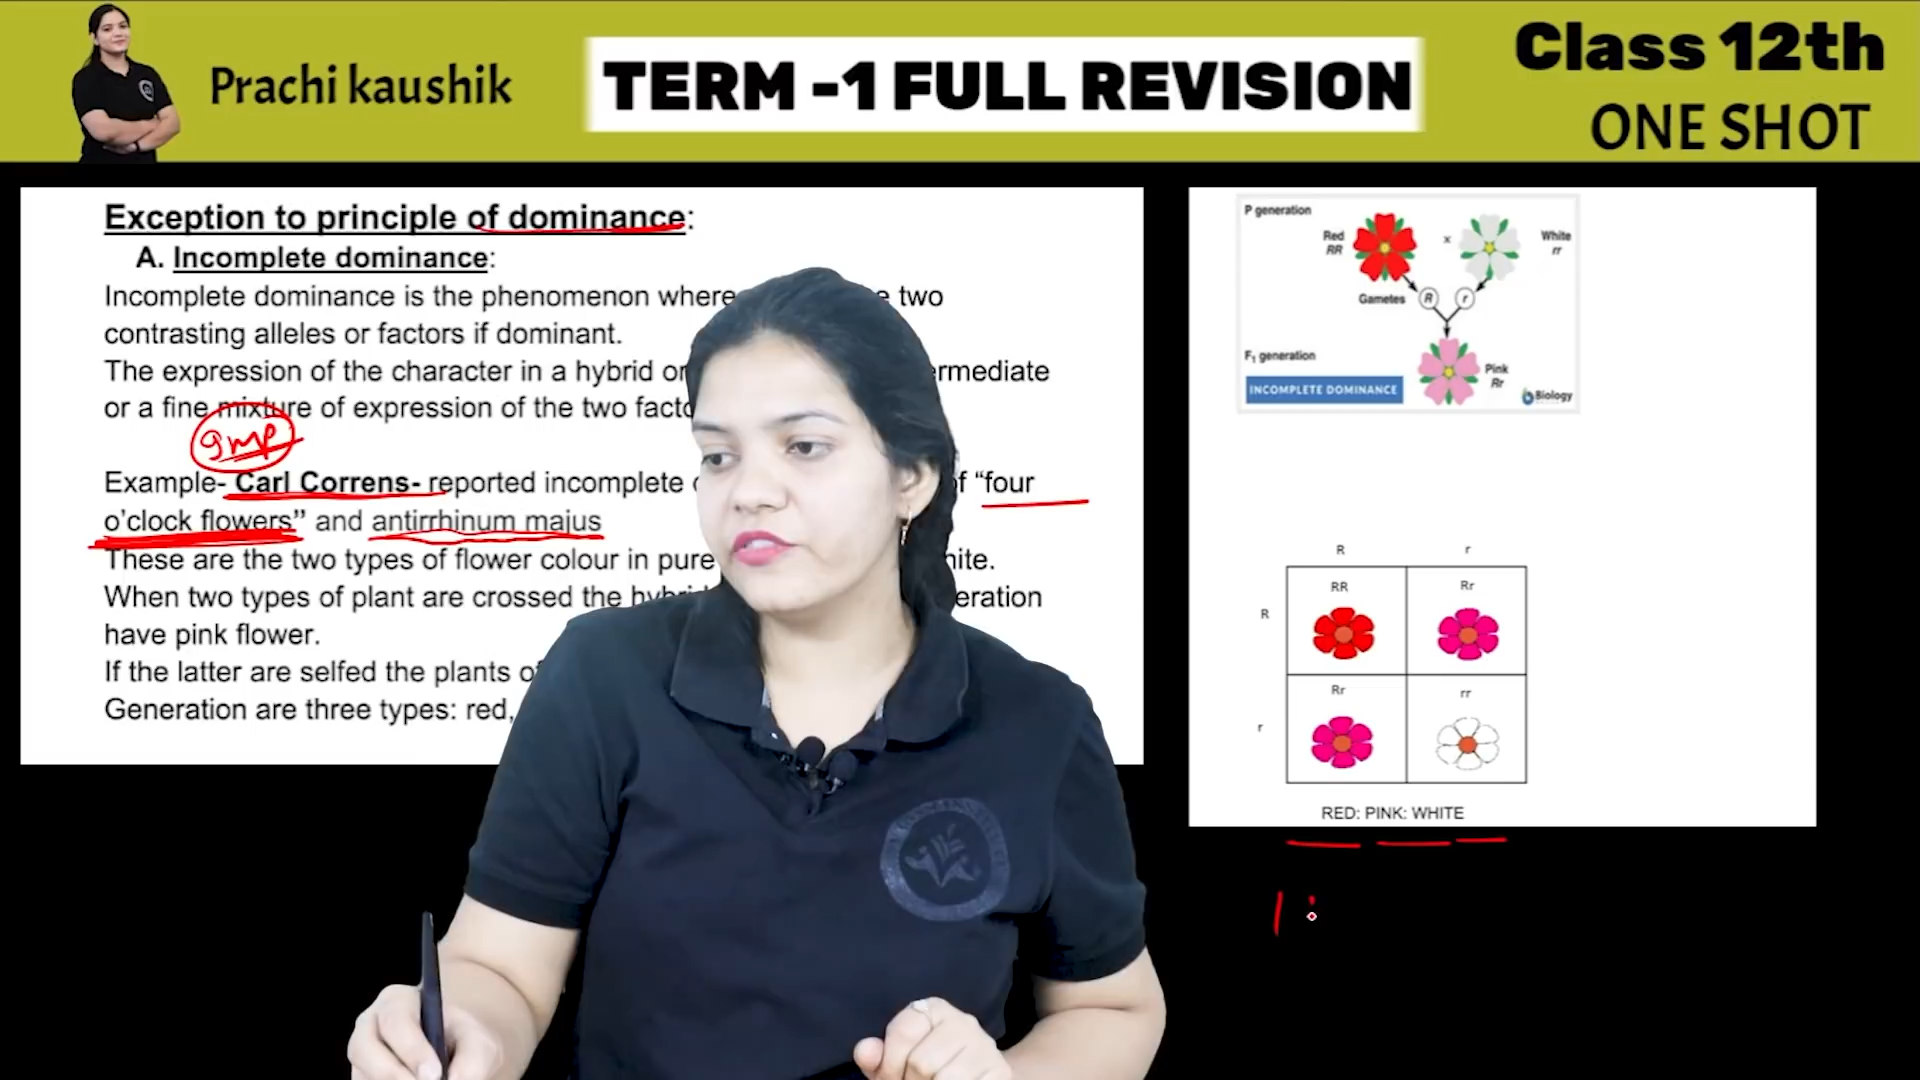 Prachi kaushik
TERM -1 FULL REVISION
Class 12th
ONE SHOT
Exception to principle of dominance:
A. Incomplete dominance:
Incomplete dominance is the phenomenon where two
contrasting alleles or factors if dominant.
The expression of the character in a hybrid or
or a fine mixture of expression of the two
Imp
Example- Carl Correns- reported incomplete of “four
o’clock flowers” and antirrhinum majus
These are the two types of flower colour in pure
When two types of plant are crossed the
have pink flower.
If the latter are selfed the plants
Generation are three types: red,
P generation
Red
RR
x
White
rr
Gametes
R
r
F1 generation
Pink
Rr
INCOMPLETE DOMINANCE
Biology
R r
RR Rr
R
Rr rr
r
RED: PINK: WHITE
1 :